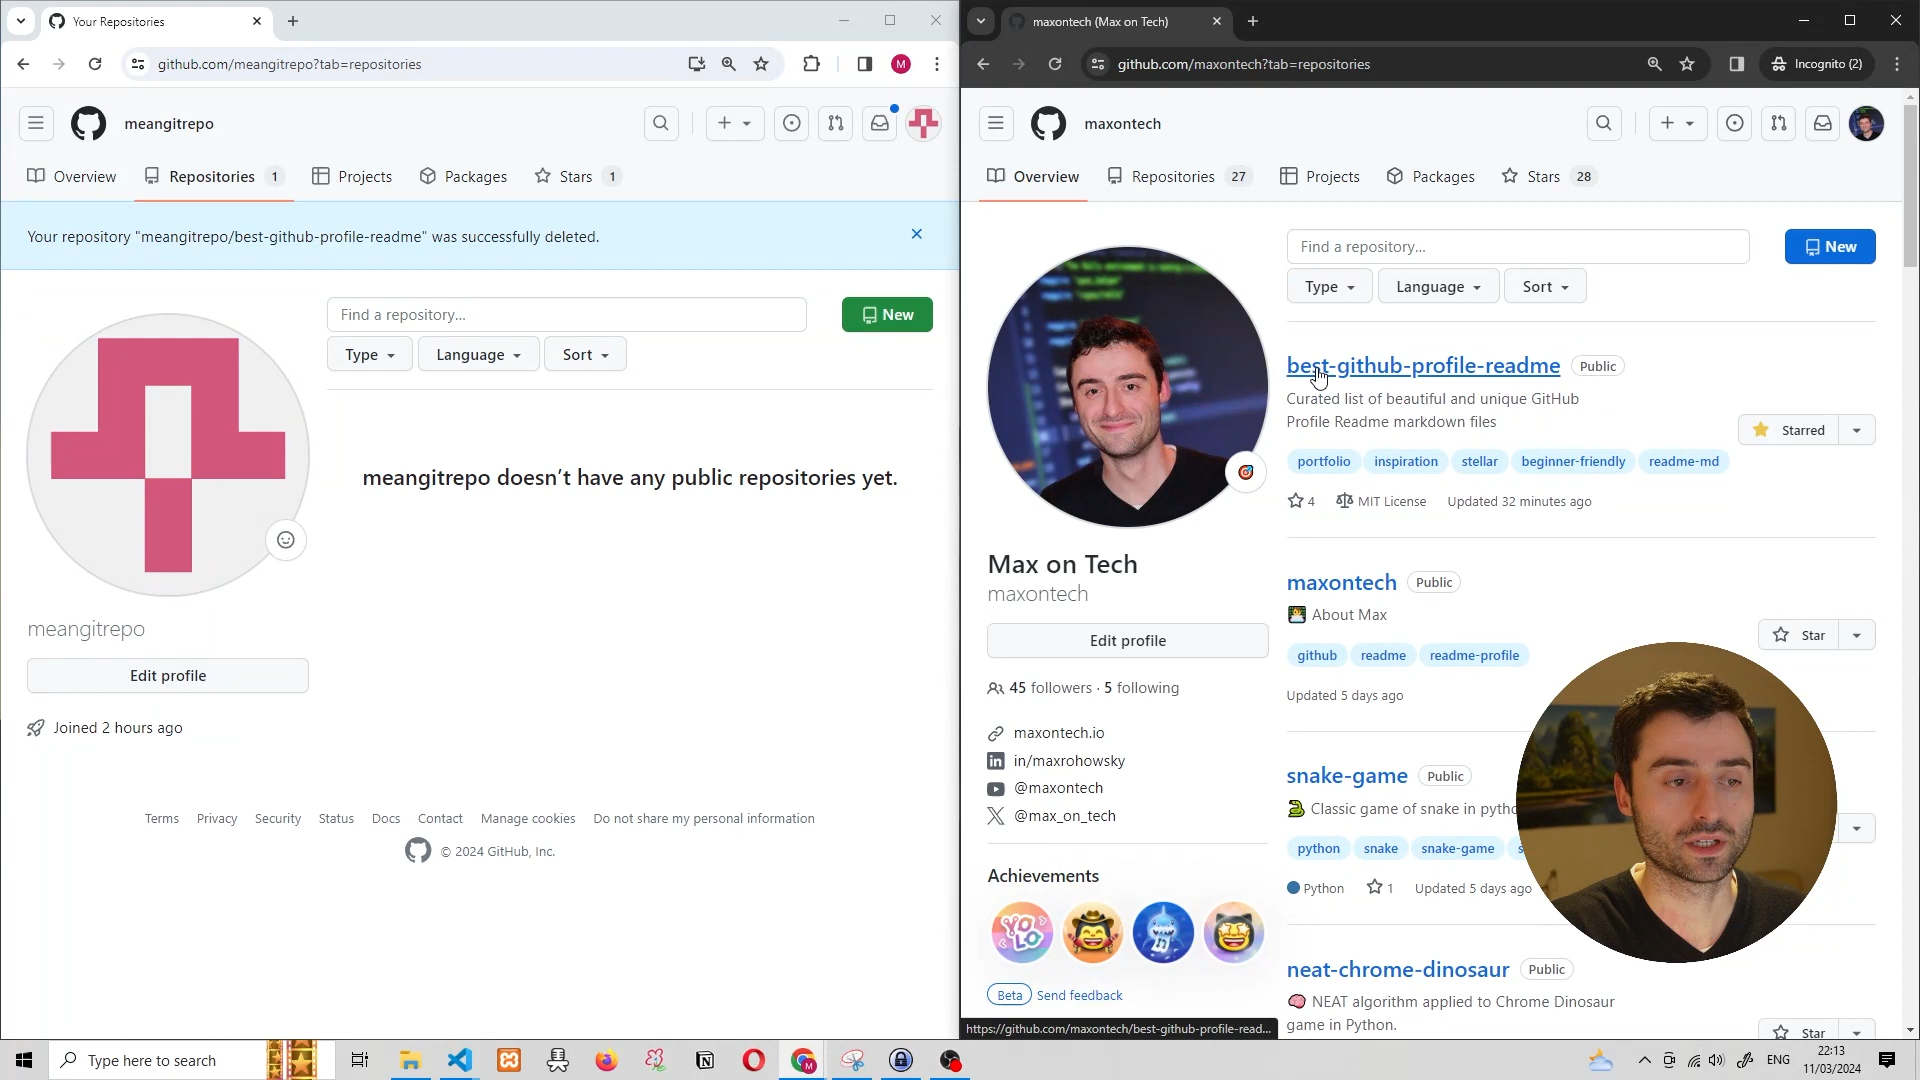 Your Repositories
github.com/meangitrepo?tab=repositories
M
meangitrepo
Overview
Repositories 1
Projects
Packages
Stars 1
Your repository "meangitrepo/best-github-profile-readme" was successfully deleted.
Find a repository...
New
Type
Language
Sort
meangitrepo doesn’t have any public repositories yet.
meangitrepo
Edit profile
Joined 2 hours ago
Terms Privacy Security Status Docs Contact Manage cookies Do not share my personal information
© 2024 GitHub, Inc.
maxontech (Max on Tech)
github.com/maxontech?tab=repositories
Incognito (2)
maxontech
Overview
Repositories 27
Projects
Packages
Stars 28
Find a repository...
New
Type
Language
Sort
best-github-profile-readme Public
Curated list of beautiful and unique GitHub
Profile Readme markdown files
Starred
portfolio inspiration stellar beginner-friendly readme-md
4 MIT License Updated 32 minutes ago
Max on Tech
maxontech
Edit profile
45 followers · 5 following
maxontech.io
in/maxrohowsky
@maxontech
@max_on_tech
Achievements
YOLO
Beta Send feedback
maxontech Public
About Max
Star
github readme readme-profile
Updated 5 days ago
snake-game Public
Classic game of snake in pytho
python snake snake-game s
Python 1 Updated 5 days ago
neat-chrome-dinosaur Public
NEAT algorithm applied to Chrome Dinosaur
game in Python.
Star
https://github.com/maxontech/best-github-profile-read...
Type here to search
ENG
22:13
11/03/2024